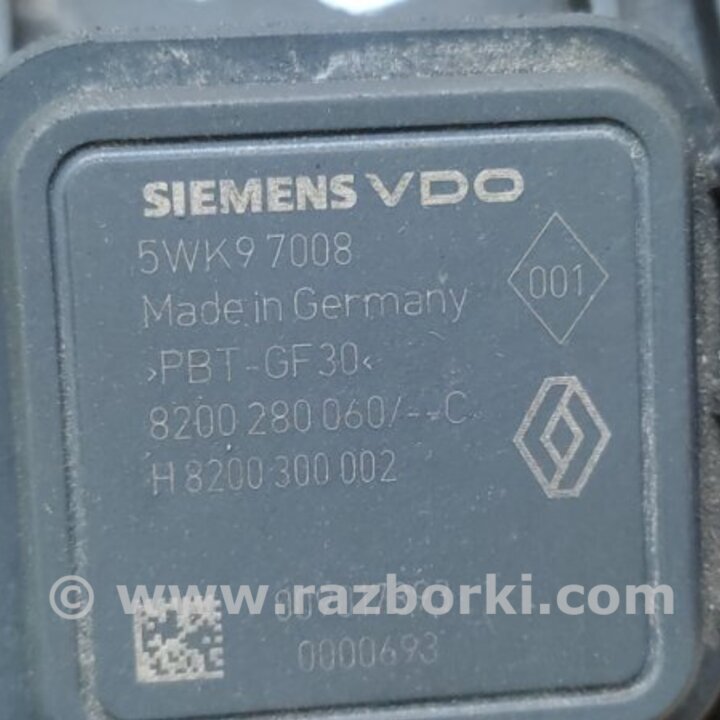 SIEMENS VDO
5WK9 7008
001
Made in Germany
>PBT-GF30<
8200 280 060/--C
H 8200 300 002
© www.razborki.com
0000693